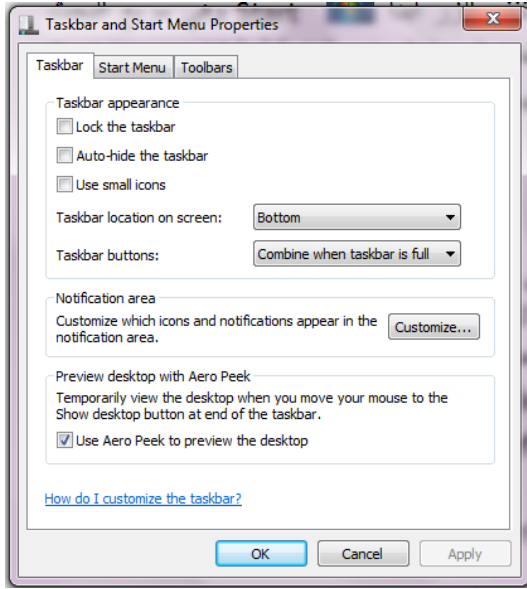 Taskbar and Start Menu Properties
Taskbar Start Menu Toolbars
Taskbar appearance
Lock the taskbar
Auto-hide the taskbar
Use small icons
Taskbar location on screen: Bottom
Taskbar buttons: Combine when taskbar is full
Notification area
Customize which icons and notifications appear in the
notification area.
Customize...
Preview desktop with Aero Peek
Temporarily view the desktop when you move your mouse to the
Show desktop button at end of the taskbar.
Use Aero Peek to preview the desktop
How do I customize the taskbar?
OK Cancel Apply